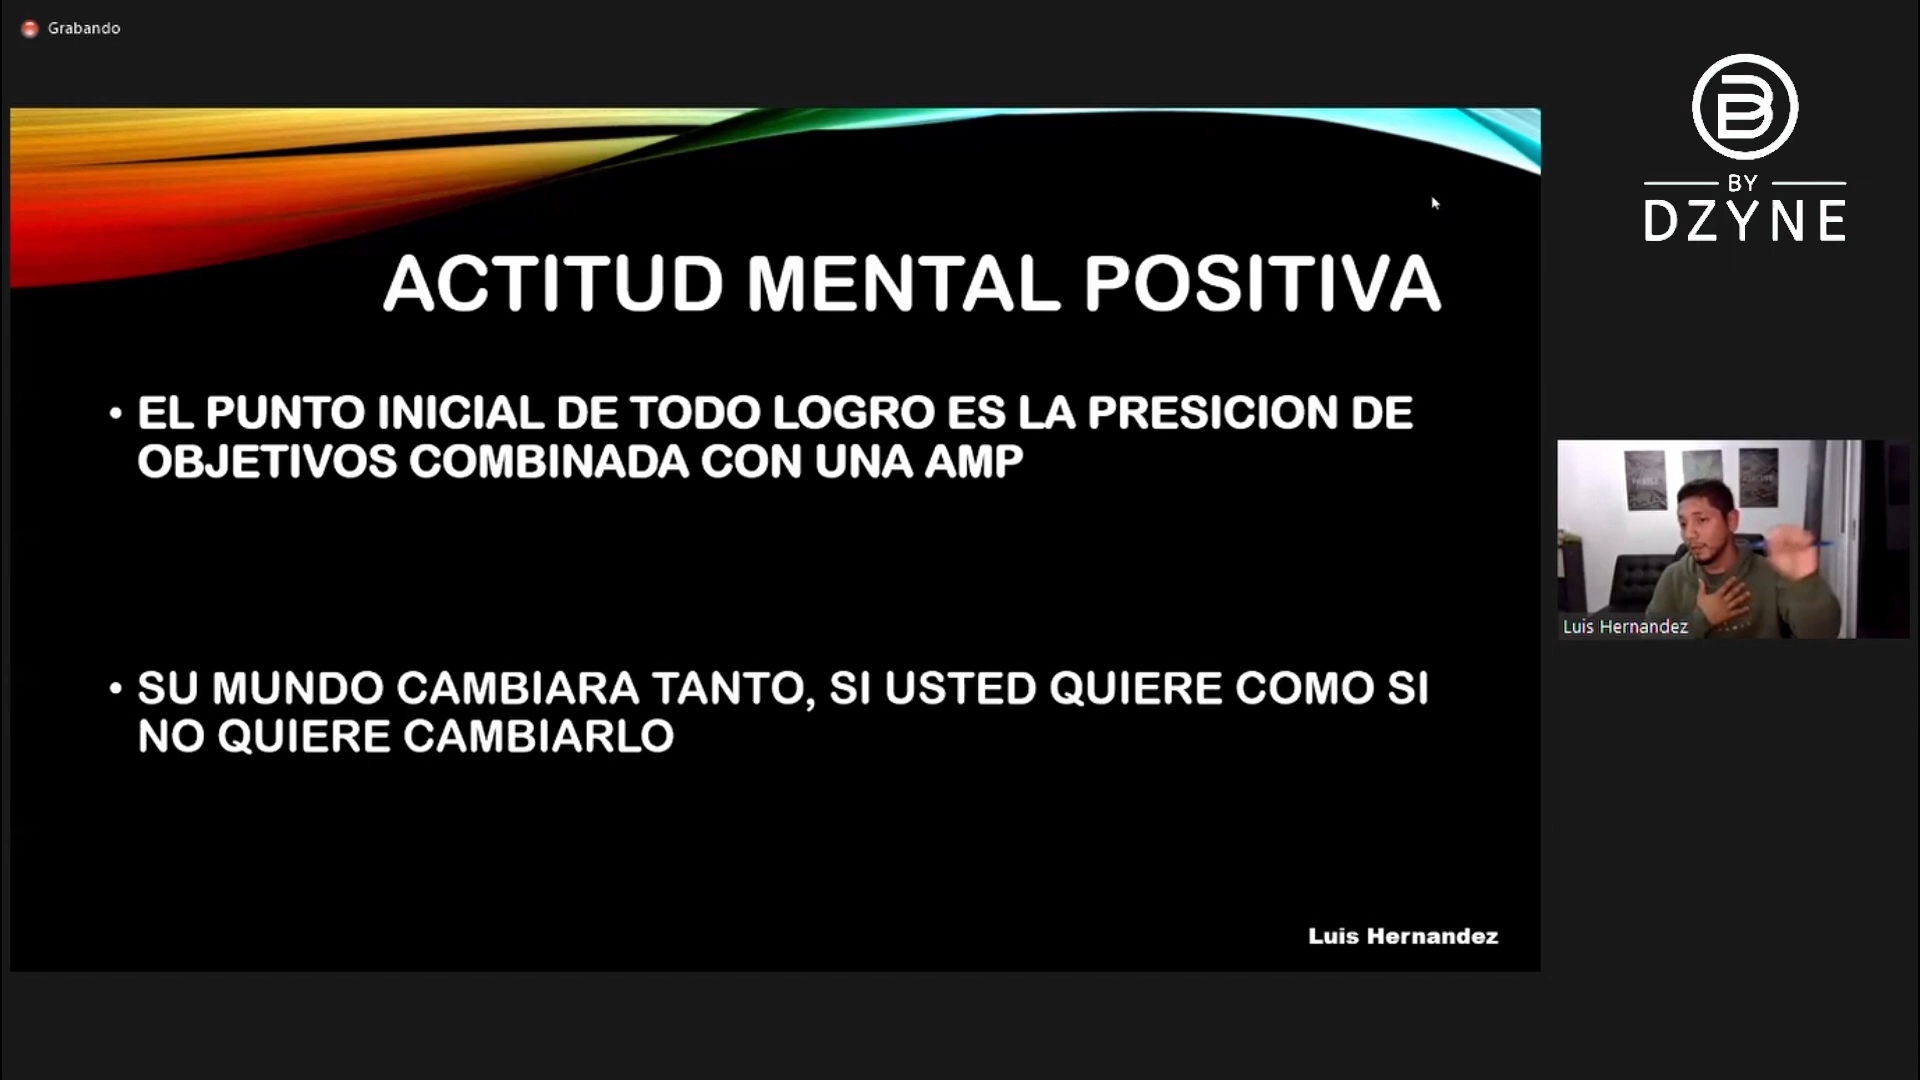 Grabando
B
BY
DZYNE
ACTITUD MENTAL POSITIVA
• EL PUNTO INICIAL DE TODO LOGRO ES LA PRESICION DE
OBJETIVOS COMBINADA CON UNA AMP
• SU MUNDO CAMBIARA TANTO, SI USTED QUIERE COMO SI
NO QUIERE CAMBIARLO
Luis Hernandez
Luis Hernandez